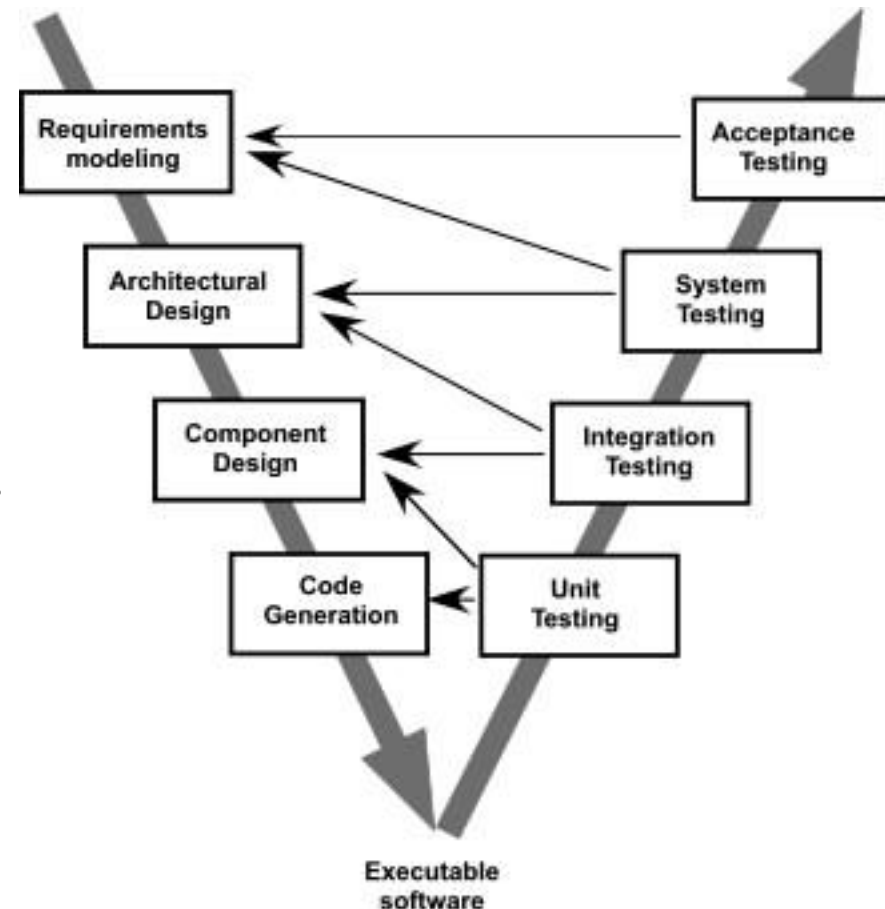 Requirements
modeling
Acceptance
Testing
Architectural
Design
System
Testing
Component
Design
Integration
Testing
Code
Generation
Unit
Testing
Executable
software